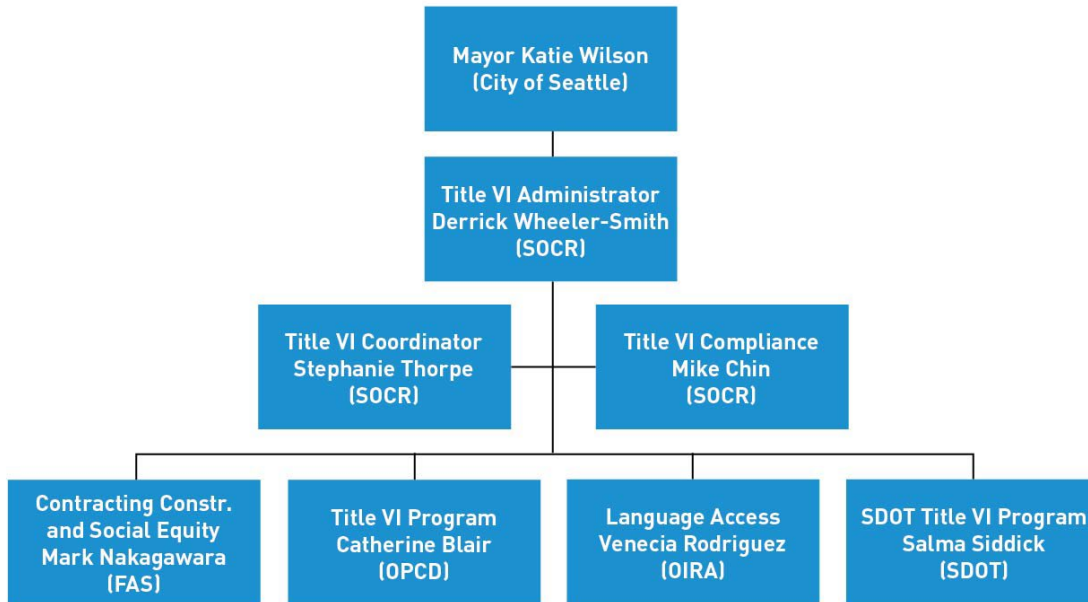 Mayor Katie Wilson
(City of Seattle)
Title VI Administrator
Derrick Wheeler-Smith
(SOCR)
Title VI Coordinator
Stephanie Thorpe
(SOCR)
Title VI Compliance
Mike Chin
(SOCR)
Contracting Constr.
and Social Equity
Mark Nakagawara
(FAS)
Title VI Program
Catherine Blair
(OPCD)
Language Access
Venecia Rodriguez
(OIRA)
SDOT Title VI Program
Salma Siddick
(SDOT)